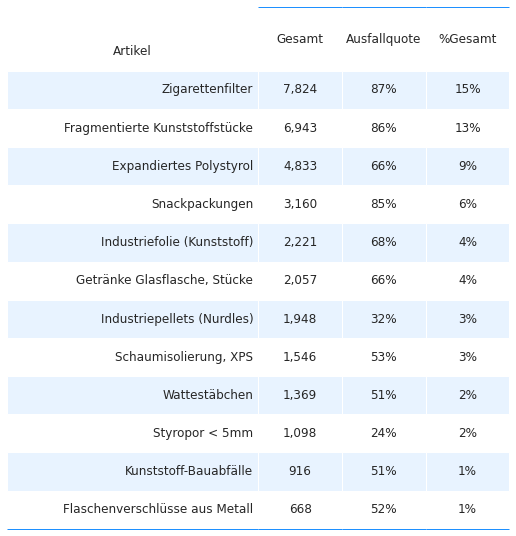 Artikel Gesamt Ausfallquote %Gesamt
Zigarettenfilter 7,824 87% 15%
Fragmentierte Kunststoffstücke 6,943 86% 13%
Expandiertes Polystyrol 4,833 66% 9%
Snackpackungen 3,160 85% 6%
Industriefolie (Kunststoff) 2,221 68% 4%
Getränke Glasflasche, Stücke 2,057 66% 4%
Industriepellets (Nurdles) 1,948 32% 3%
Schaumisolierung, XPS 1,546 53% 3%
Wattestäbchen 1,369 51% 2%
Styropor < 5mm 1,098 24% 2%
Kunststoff-Bauabfälle 916 51% 1%
Flaschenverschlüsse aus Metall 668 52% 1%